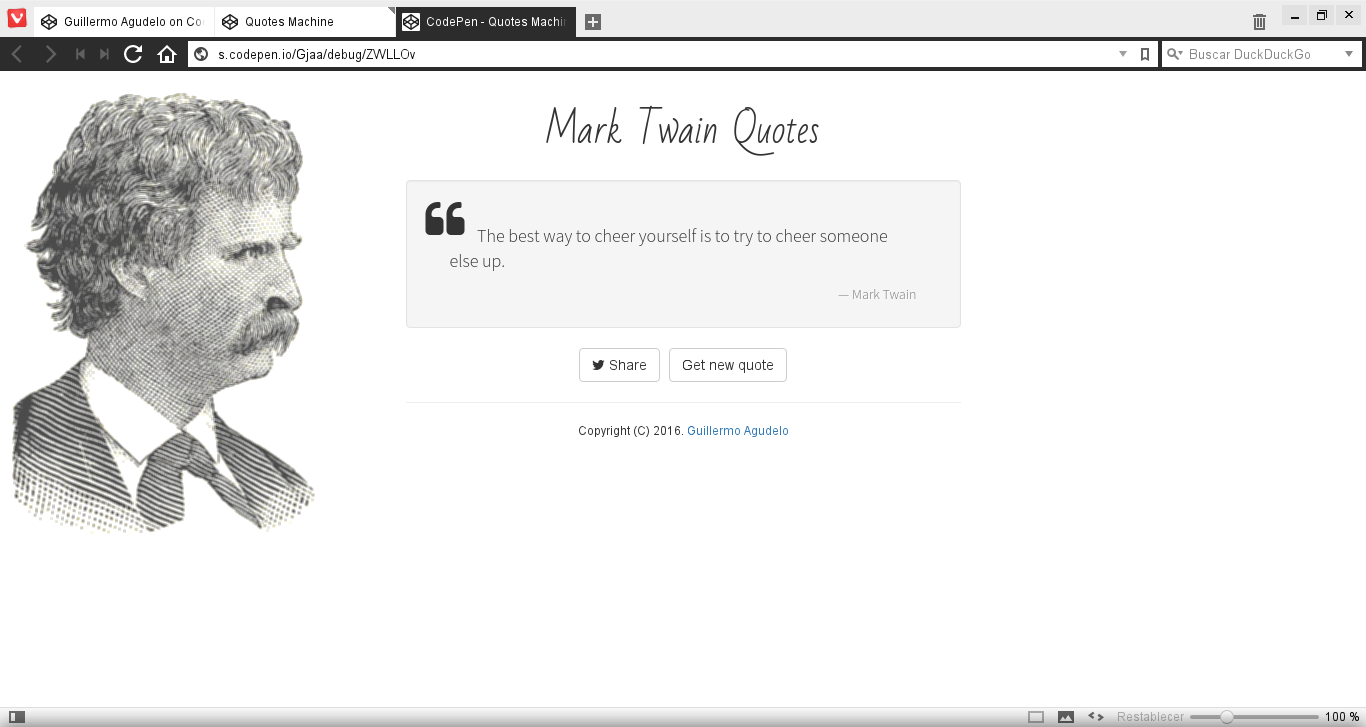 Guillermo Agudelo on Co
Quotes Machine
CodePen - Quotes Machin
s.codepen.io/Gjaa/debug/ZWLLOv
Buscar DuckDuckGo
Mark Twain Quotes
“ The best way to cheer yourself is to try to cheer someone
else up.
— Mark Twain
Share
Get new quote
Copyright (C) 2016. Guillermo Agudelo
Restablecer
100 %